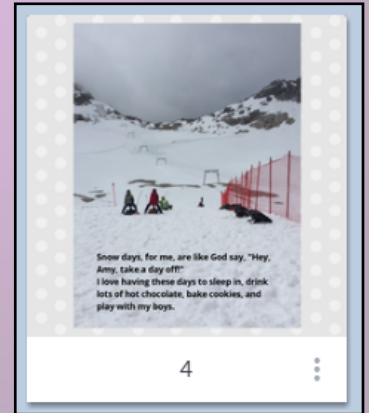 Snow days, for me, are like God say, "Hey,
Amy, take a day off!"
I love having these days to sleep in, drink
lots of hot chocolate, bake cookies, and
play with my boys.
4